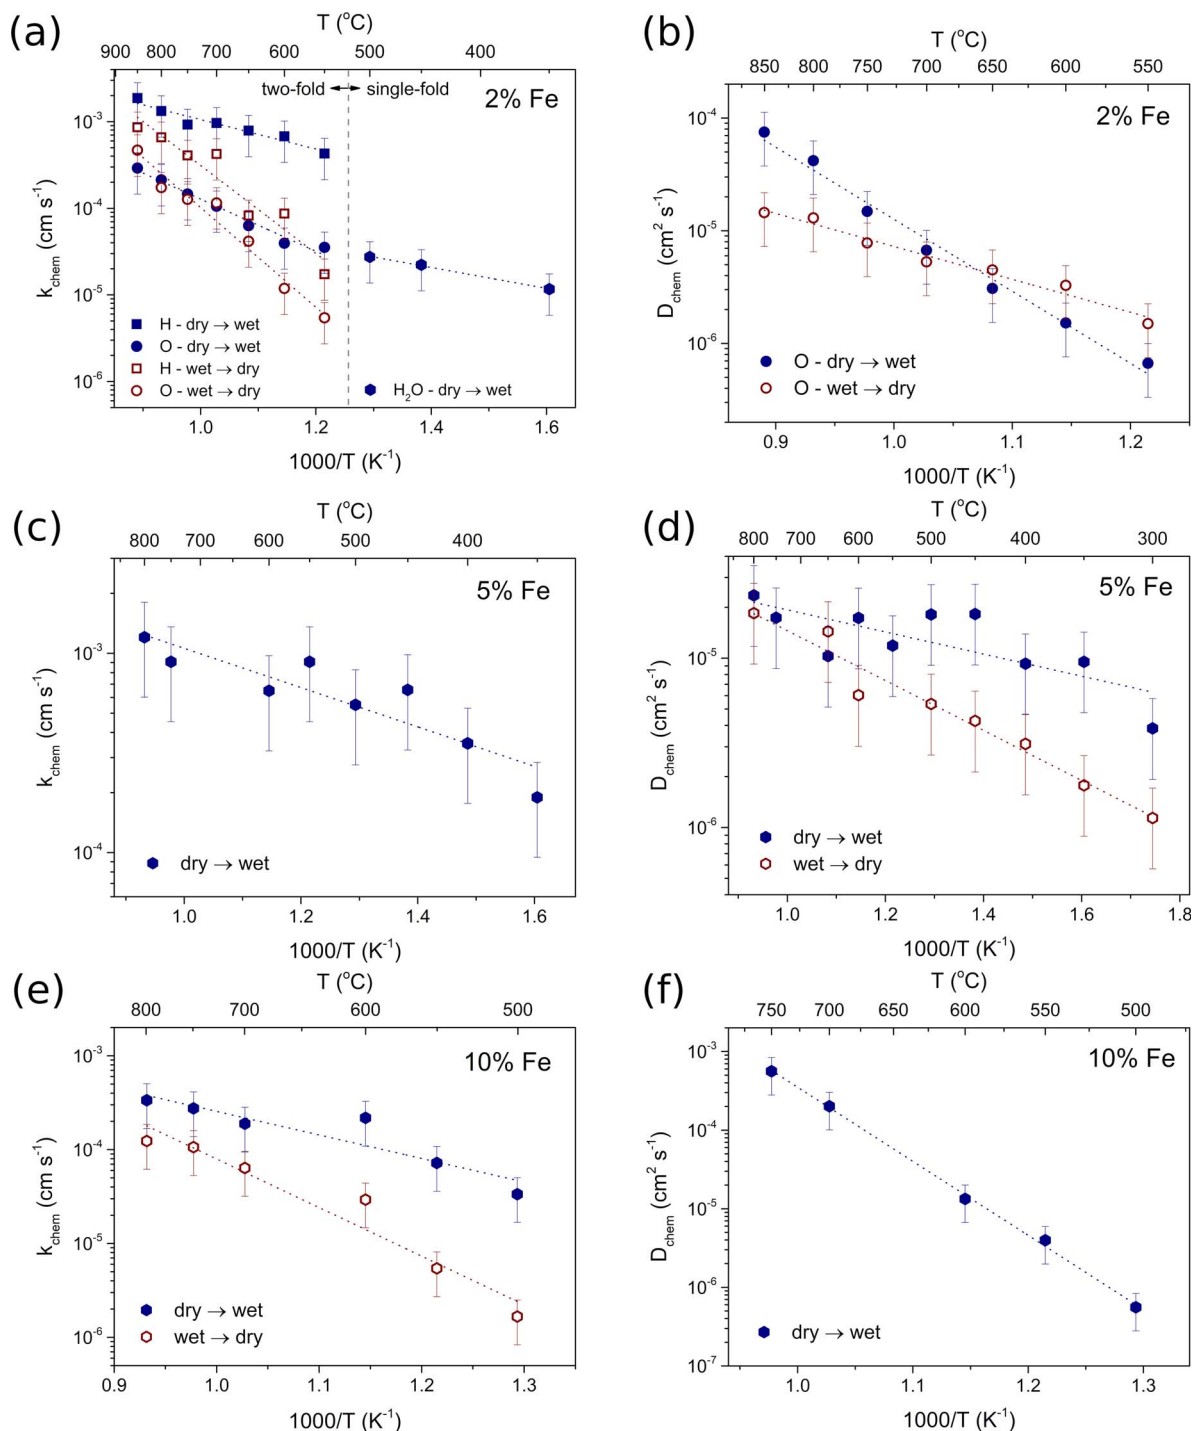 (a)
T (°C)
900 800 700 600 500 400
two-fold single-fold
2% Fe
10⁻³
10⁻⁴
10⁻⁵
10⁻⁶
k_chem (cm s⁻¹)
H - dry → wet
O - dry → wet
H - wet → dry
O - wet → dry
H₂O - dry → wet
1.0 1.2 1.4 1.6
1000/T (K⁻¹)
(b)
T (°C)
850 800 750 700 650 600 550
2% Fe
10⁻⁴
10⁻⁵
10⁻⁶
D_chem (cm² s⁻¹)
O - dry → wet
O - wet → dry
0.9 1.0 1.1 1.2
1000/T (K⁻¹)
(c)
T (°C)
800 700 600 500 400
5% Fe
10⁻³
10⁻⁴
k_chem (cm s⁻¹)
dry → wet
1.0 1.2 1.4 1.6
1000/T (K⁻¹)
(d)
T (°C)
800 700 600 500 400 300
5% Fe
10⁻⁵
10⁻⁶
D_chem (cm² s⁻¹)
dry → wet
wet → dry
1.0 1.2 1.4 1.6 1.8
1000/T (K⁻¹)
(e)
T (°C)
800 700 600 500
10% Fe
10⁻³
10⁻⁴
10⁻⁵
10⁻⁶
k_chem (cm s⁻¹)
dry → wet
wet → dry
0.9 1.0 1.1 1.2 1.3
1000/T (K⁻¹)
(f)
T (°C)
750 700 650 600 550 500
10% Fe
10⁻³
10⁻⁴
10⁻⁵
10⁻⁶
10⁻⁷
D_chem (cm² s⁻¹)
dry → wet
1.0 1.1 1.2 1.3
1000/T (K⁻¹)